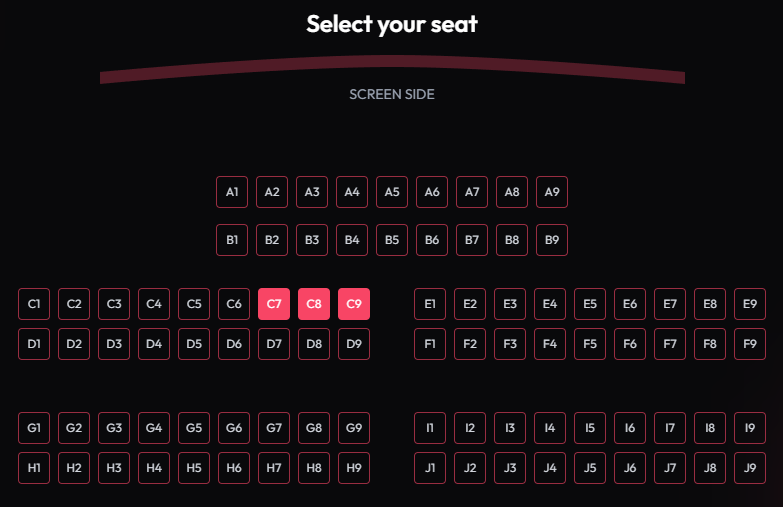 Select your seat
SCREEN SIDE
A1 A2 A3 A4 A5 A6 A7 A8 A9
B1 B2 B3 B4 B5 B6 B7 B8 B9
C1 C2 C3 C4 C5 C6 C7 C8 C9 E1 E2 E3 E4 E5 E6 E7 E8 E9
D1 D2 D3 D4 D5 D6 D7 D8 D9 F1 F2 F3 F4 F5 F6 F7 F8 F9
G1 G2 G3 G4 G5 G6 G7 G8 G9 I1 I2 I3 I4 I5 I6 I7 I8 I9
H1 H2 H3 H4 H5 H6 H7 H8 H9 J1 J2 J3 J4 J5 J6 J7 J8 J9